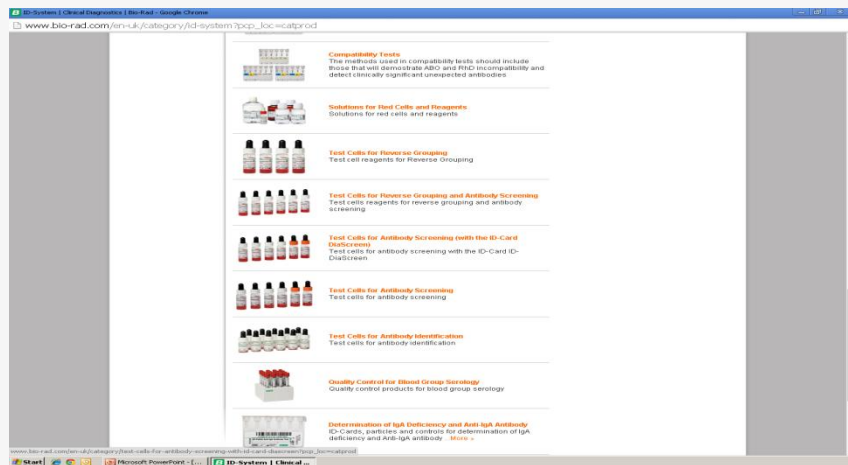 ID-System | Clinical Diagnostics | Bio-Rad - Google Chrome
www.bio-rad.com/en-uk/category/id-system?pcp_loc=catprod
Compatibility Tests
The methods used in compatibility tests should include
those that will demostrate ABO and RhD incompatibility and
detect clinically significant unexpected antibodies
Solutions for Red Cells and Reagents
Solutions for red cells and reagents
Test Cells for Reverse Grouping
Test cell reagents for Reverse Grouping
Test Cells for Reverse Grouping and Antibody Screening
Test cells reagents for reverse grouping and antibody
screening
Test Cells for Antibody Screening (with the ID-Card
DiaScreen)
Test cells for antibody screening with the ID-Card ID-
DiaScreen
Test Cells for Antibody Screening
Test cells for antibody screening
Test Cells for Antibody Identification
Test cells for antibody identification
Quality Control for Blood Group Serology
Quality control products for blood group serology
Determination of IgA Deficiency and Anti-IgA Antibody
ID-Cards, particles and controls for determination of IgA
deficiency and Anti-IgA antibody ... More »
www.bio-rad.com/en-uk/category/test-cells-for-antibody-screening-with-id-card-diascreen?pcp_loc=catprod
Start
Microsoft PowerPoint - [...
ID-System | Clinical ...